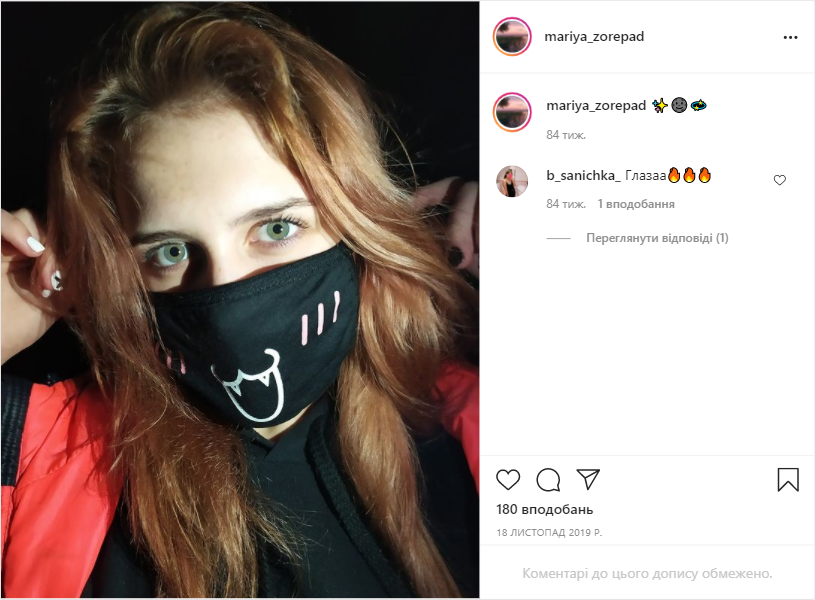 mariya_zorepad
mariya_zorepad ✨🌚💫
84 тиж.
b_sanichka_ Глазаа🔥🔥🔥
84 тиж. 1 вподобання
Переглянути відповіді (1)
180 вподобань
18 ЛИСТОПАД 2019 Р.
Коментарі до цього допису обмежено.